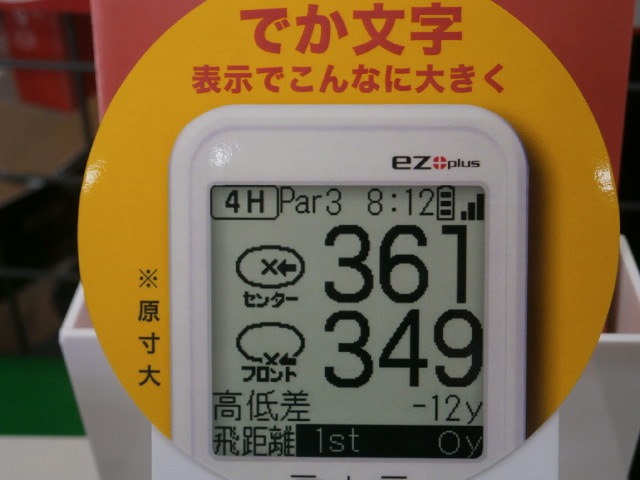 でか文字
表示でこんなに大きく
ez plus
4H Par3 8:12
361
センター
349
フロント
高低差 -12y
飛距離 1st 0y
※原寸大